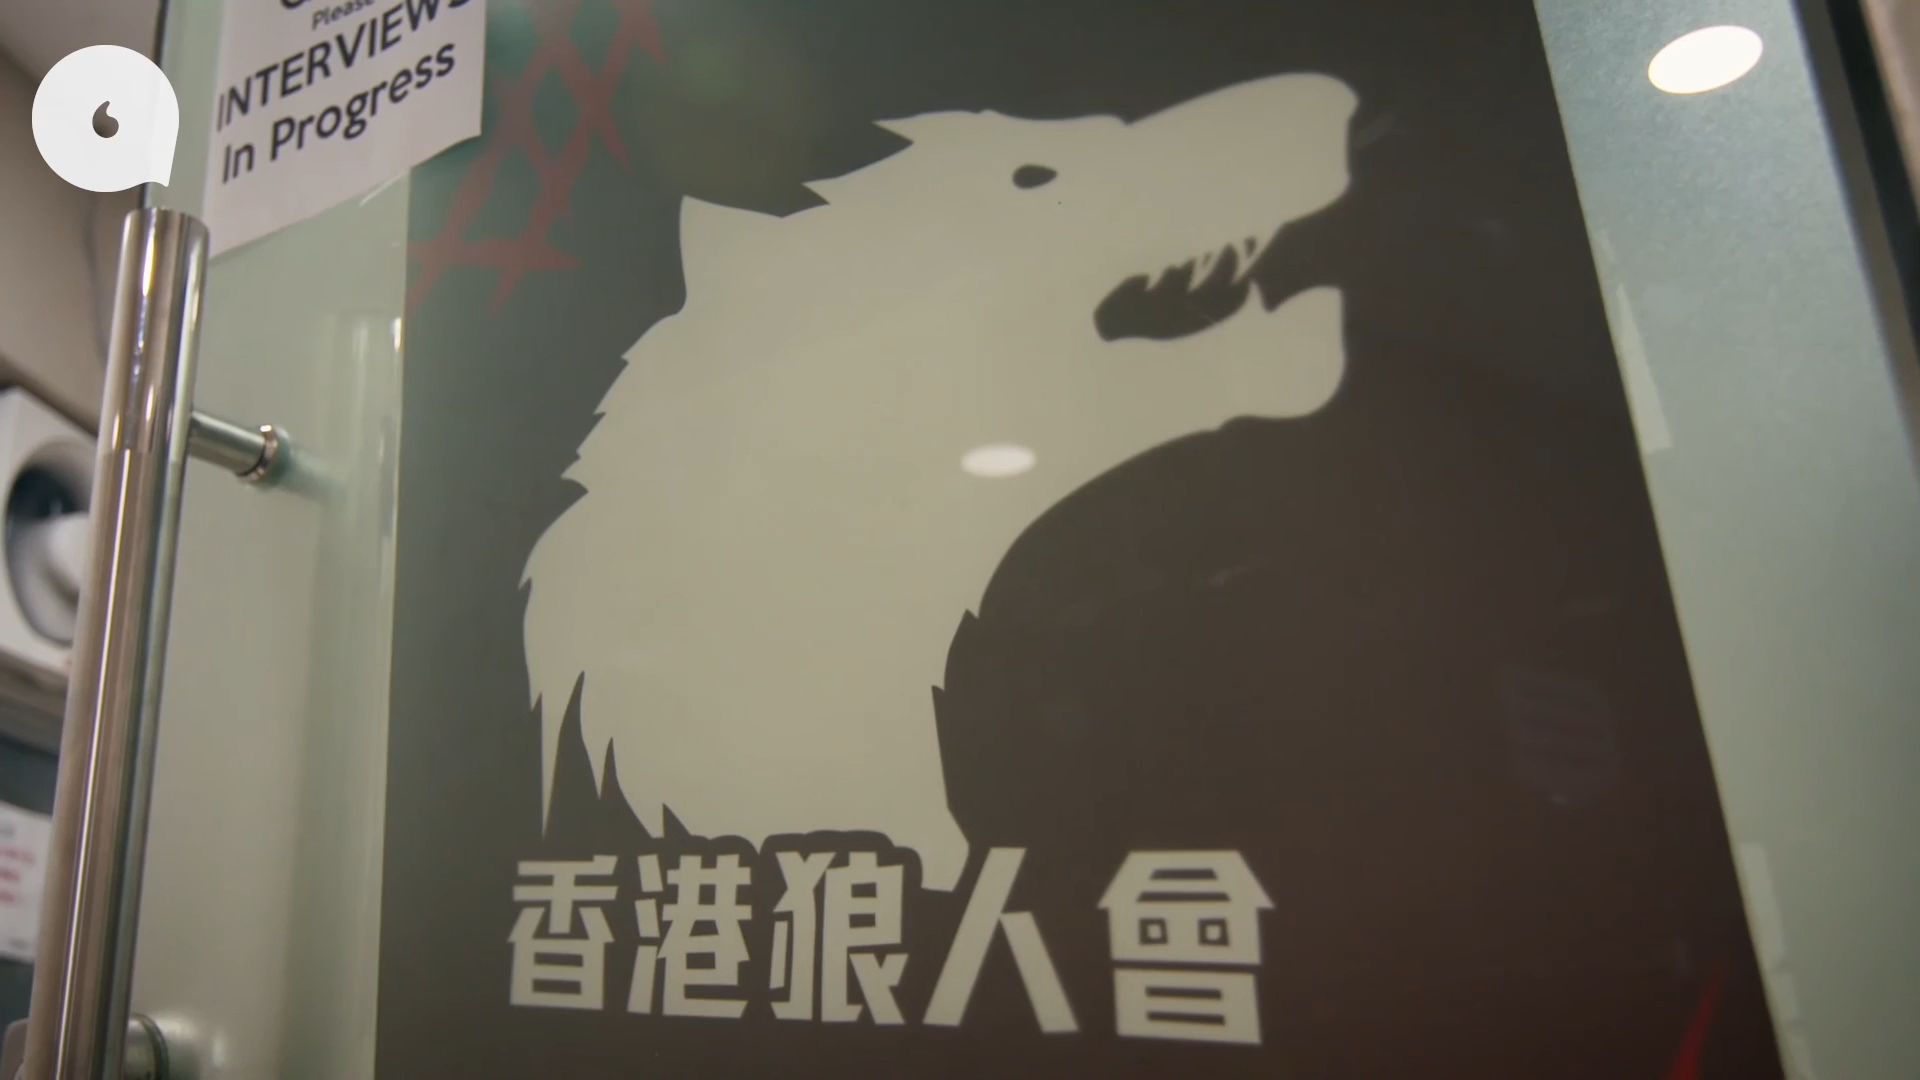 Please
INTERVIEWS
In Progress
香港狼人會